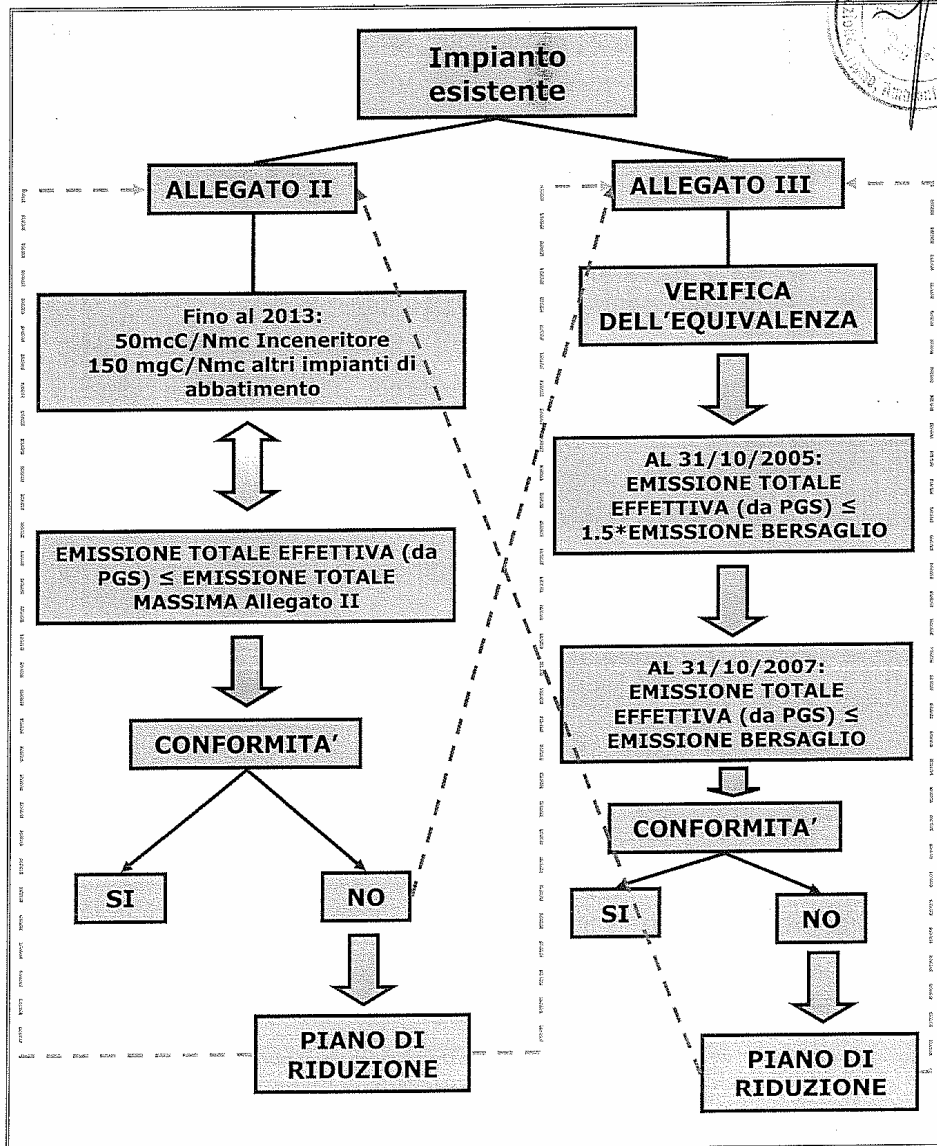 Impianto
esistente
ALLEGATO II
Fino al 2013:
50mcC/Nmc Inceneritore
150 mgC/Nmc altri impianti di
abbatimento
EMISSIONE TOTALE EFFETTIVA (da
PGS) ≤ EMISSIONE TOTALE
MASSIMA Allegato II
CONFORMITA’
SI
NO
PIANO DI
RIDUZIONE
ALLEGATO III
VERIFICA
DELL’EQUIVALENZA
AL 31/10/2005:
EMISSIONE TOTALE
EFFETTIVA (da PGS) ≤
1.5*EMISSIONE BERSAGLIO
AL 31/10/2007:
EMISSIONE TOTALE
EFFETTIVA (da PGS) ≤
EMISSIONE BERSAGLIO
CONFORMITA’
SI
NO
PIANO DI
RIDUZIONE